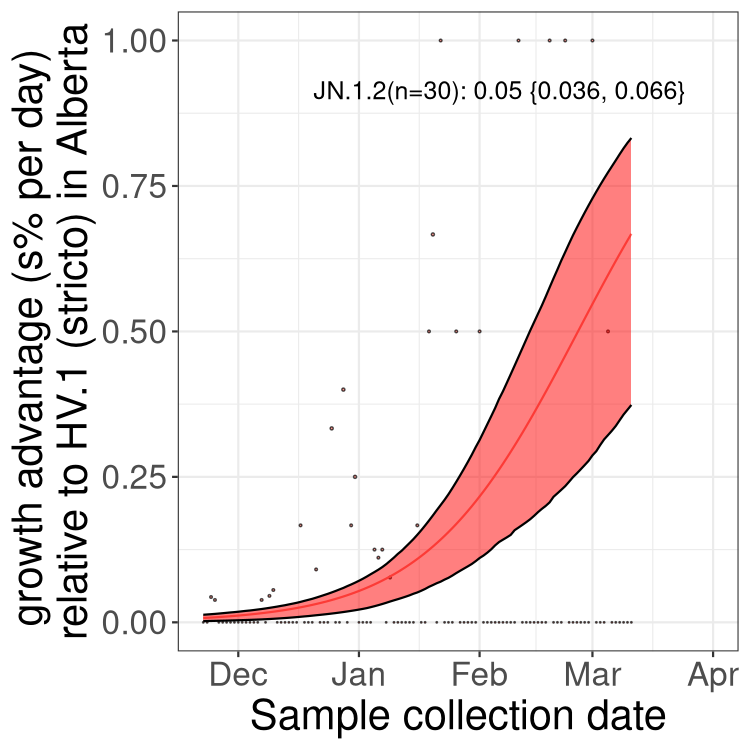 growth advantage (s% per day)
relative to HV.1 (stricto) in Alberta
1.00
0.75
0.50
0.25
0.00
JN.1.2(n=30): 0.05 {0.036, 0.066}
Dec Jan Feb Mar Apr
Sample collection date